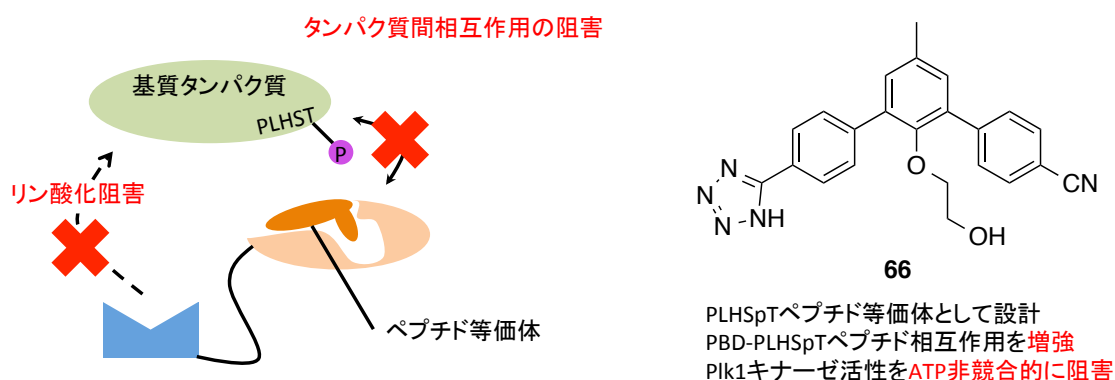 タンパク質間相互作用の阻害
基質タンパク質
PLHST
P
リン酸化阻害
ペプチド等価体
N
N
N
N
NH
O
OH
CN
66
PLHSpTペプチド等価体として設計
PBD-PLHSpTペプチド相互作用を増強
Plk1キナーゼ活性をATP非競合的に阻害